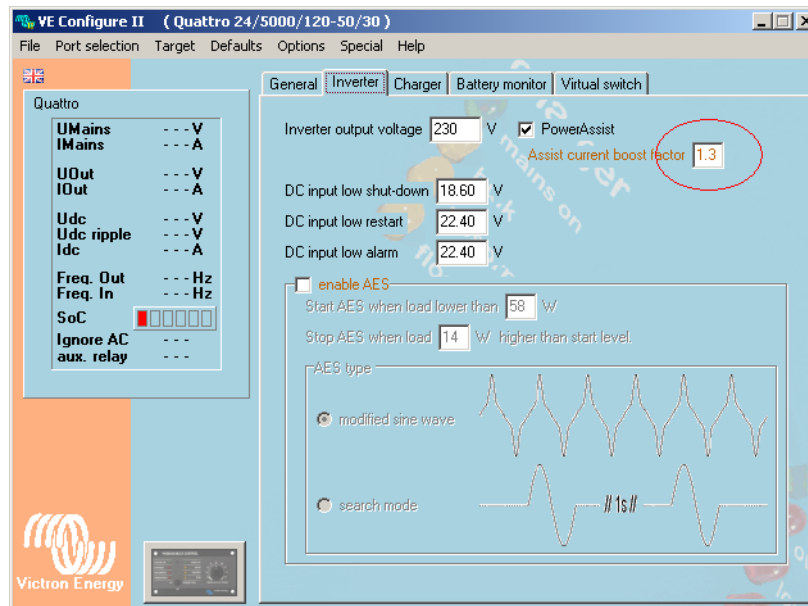 VE Configure II ( Quattro 24/5000/120-50/30 )
File Port selection Target Defaults Options Special Help
General Inverter Charger Battery monitor Virtual switch
Quattro
UMains - - - V
IMains - - - A
UOut - - - V
IOut - - - A
Udc - - - V
Udc ripple - - - V
Idc - - - A
Freq. Out - - - Hz
Freq. In - - - Hz
SoC
Ignore AC - - -
aux. relay - - -
Inverter output voltage 230 V PowerAssist
Assist current boost factor 1.3
DC input low shut-down 18.60 V
DC input low restart 22.40 V
DC input low alarm 22.40 V
enable AES
Start AES when load lower than 58 W
Stop AES when load 14 W higher than start level.
AES type
modified sine wave
search mode
// 1s //
Victron Energy